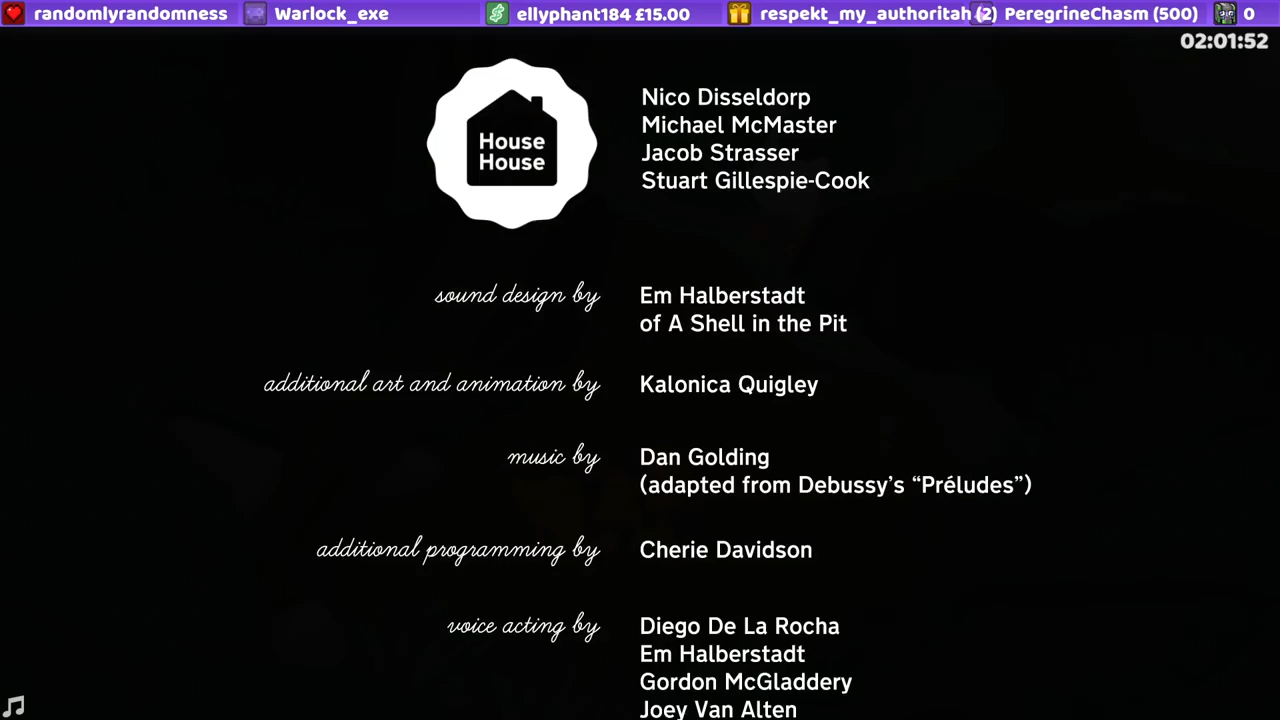 randomlyrandomness Warlock_exe ellyphant184 £15.00 respekt_my_authoritah (2) PeregrineChasm (500) 0
02:01:52
House
House
Nico Disseldorp
Michael McMaster
Jacob Strasser
Stuart Gillespie-Cook
sound design by Em Halberstadt
of A Shell in the Pit
additional art and animation by Kalonica Quigley
music by Dan Golding
(adapted from Debussy's “Préludes”)
additional programming by Cherie Davidson
voice acting by Diego De La Rocha
Em Halberstadt
Gordon McGladdery
Joey Van Alten